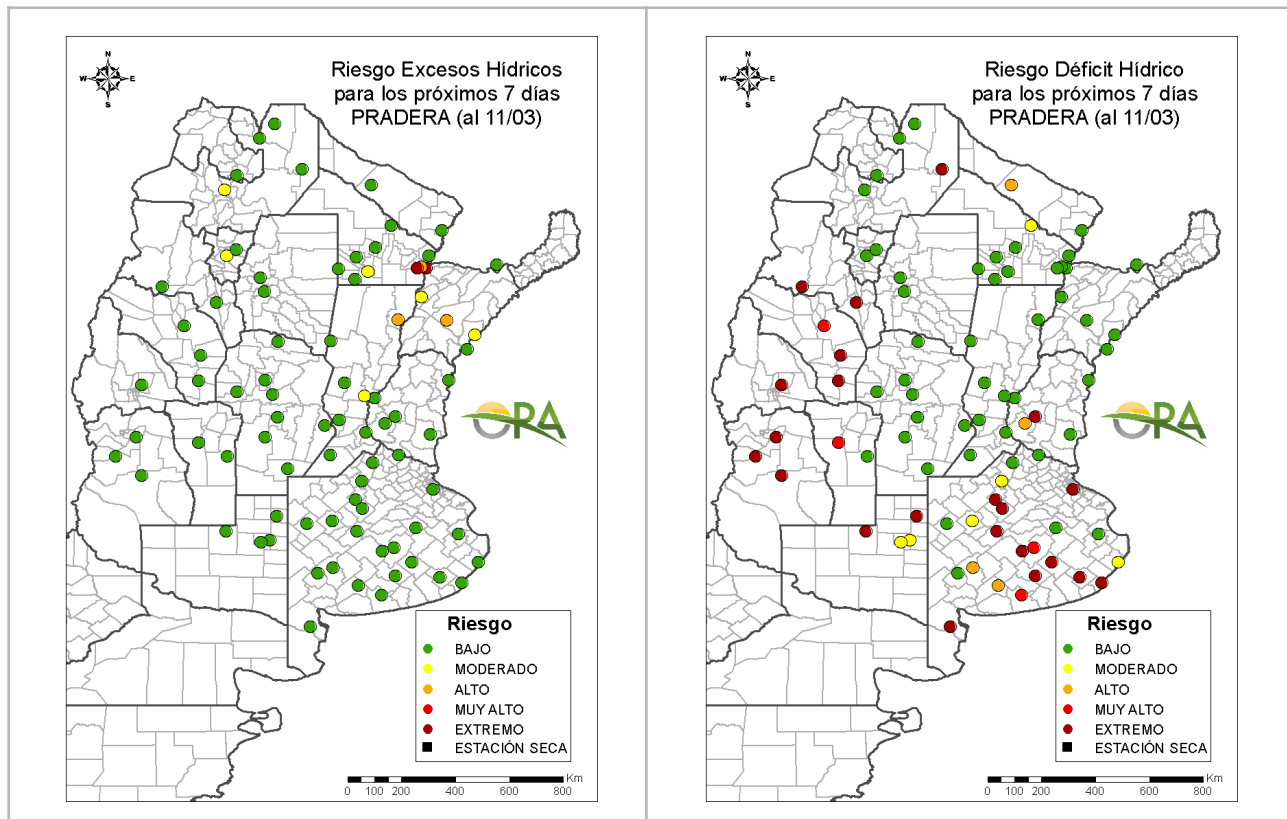 Riesgo Excesos Hídricos
para los próximos 7 días
PRADERA (al 11/03)
N
W
E
S
ORA
Riesgo
BAJO
MODERADO
ALTO
MUY ALTO
EXTREMO
ESTACIÓN SECA
Km
0 100 200 400 600 800
Riesgo Déficit Hídrico
para los próximos 7 días
PRADERA (al 11/03)
N
W
E
S
ORA
Riesgo
BAJO
MODERADO
ALTO
MUY ALTO
EXTREMO
ESTACIÓN SECA
Km
0 100 200 400 600 800